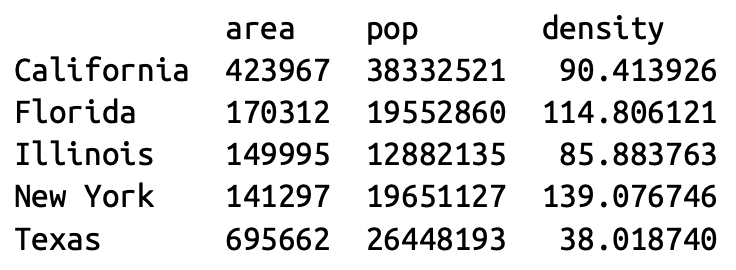 area pop density
California 423967 38332521 90.413926
Florida 170312 19552860 114.806121
Illinois 149995 12882135 85.883763
New York 141297 19651127 139.076746
Texas 695662 26448193 38.018740